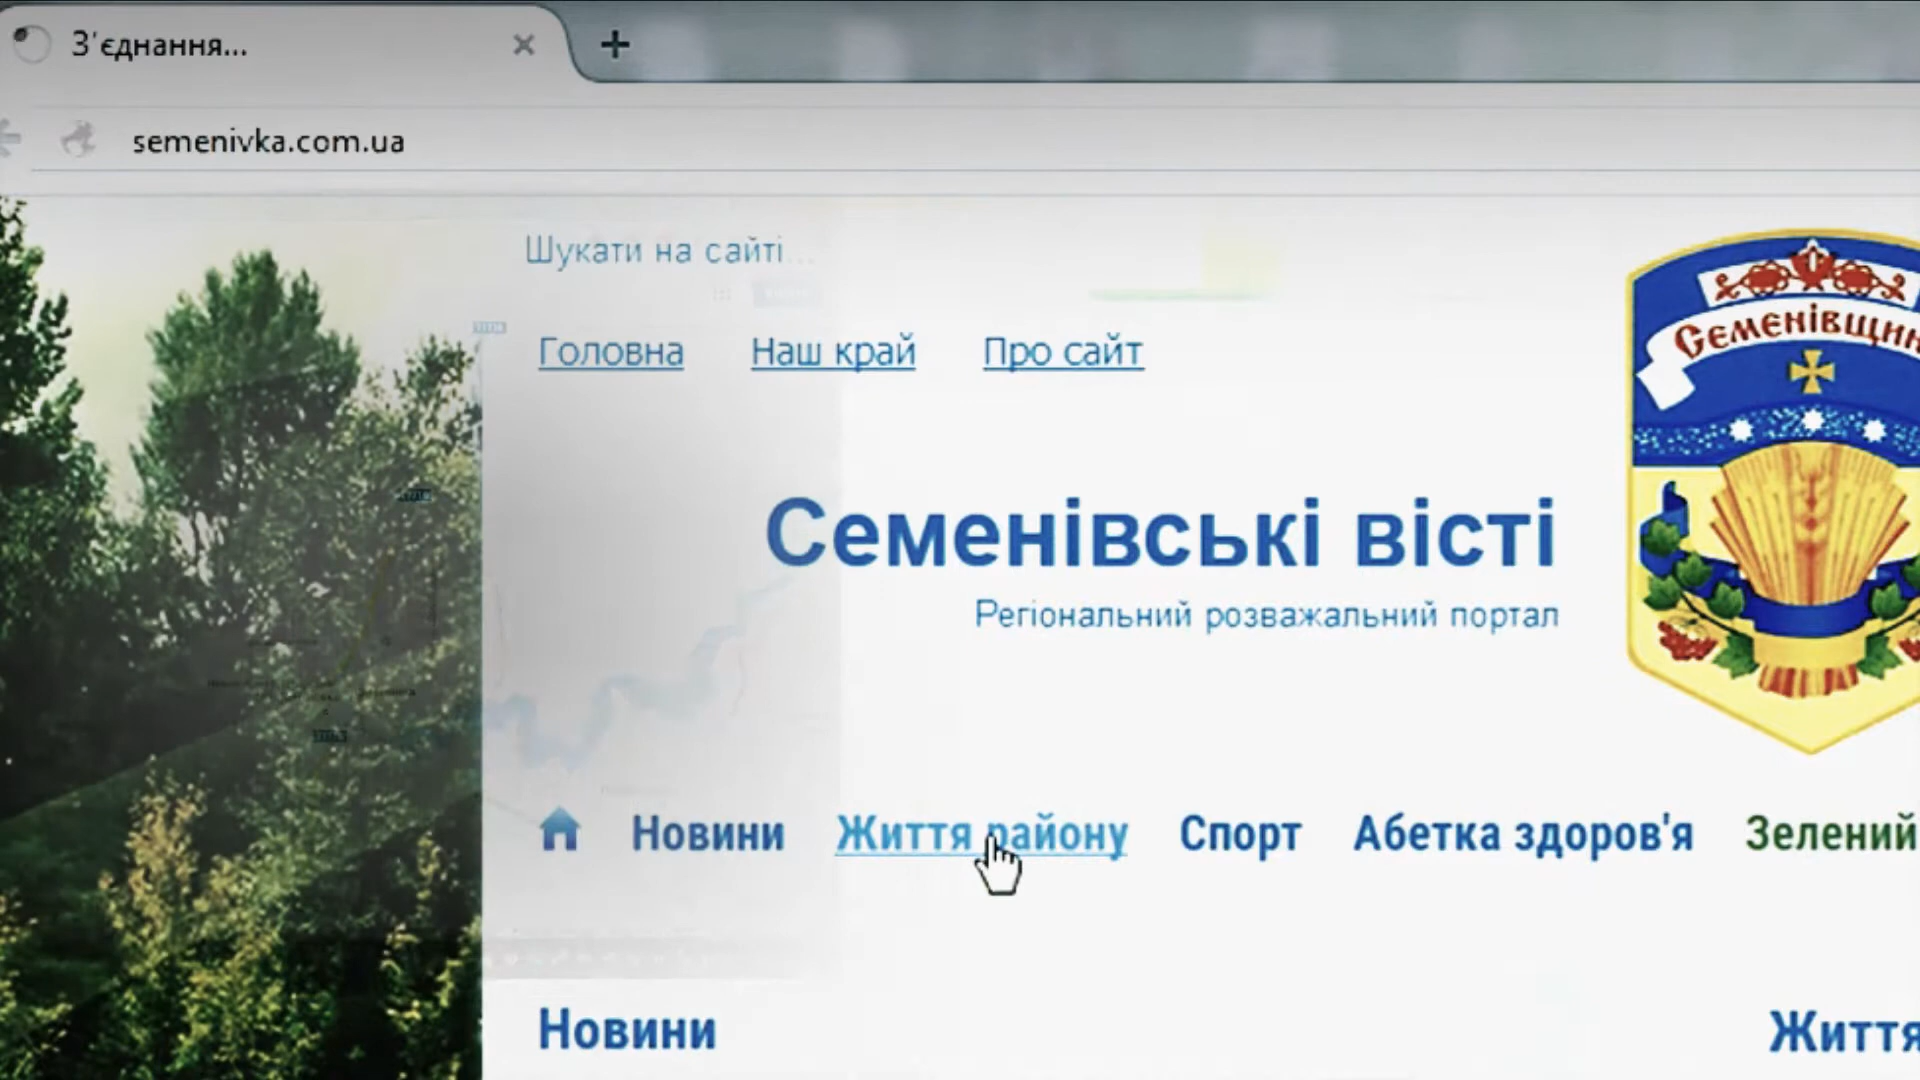 З'єднання...
semenivka.com.ua
Шукати на сайті...
Головна Наш край Про сайт
Семенівщин
Семенівські вісті
Регіональний розважальний портал
Новини Життя району Спорт Абетка здоров'я Зелений
Новини Життя